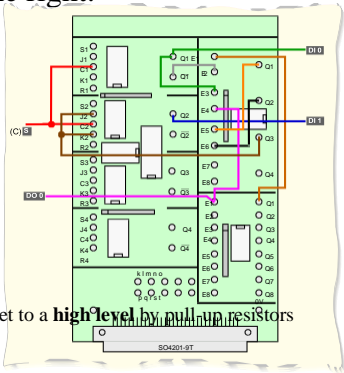 S1
J1
C1
K1
R1
S2
J2
C2
K2
R2
S3
J3
C3
K3
R3
S4
J4
C4
K4
R4
Q1
Q1
Q2
Q2
Q3
Q3
Q4
Q4
E
E2
E3
E4
E5
E6
E7
E8
Q1
Q2
Q3
Q4
E1
E2
E3
E4
E5
E6
E7
E8
Q1
Q2
Q3
Q4
Q5
Q6
Q7
Q8
DI 0
DI 1
(C) S
DO 0
k l m n o
p q r s t
0V
et to a high level by pull-up resistors
SO4201-9T